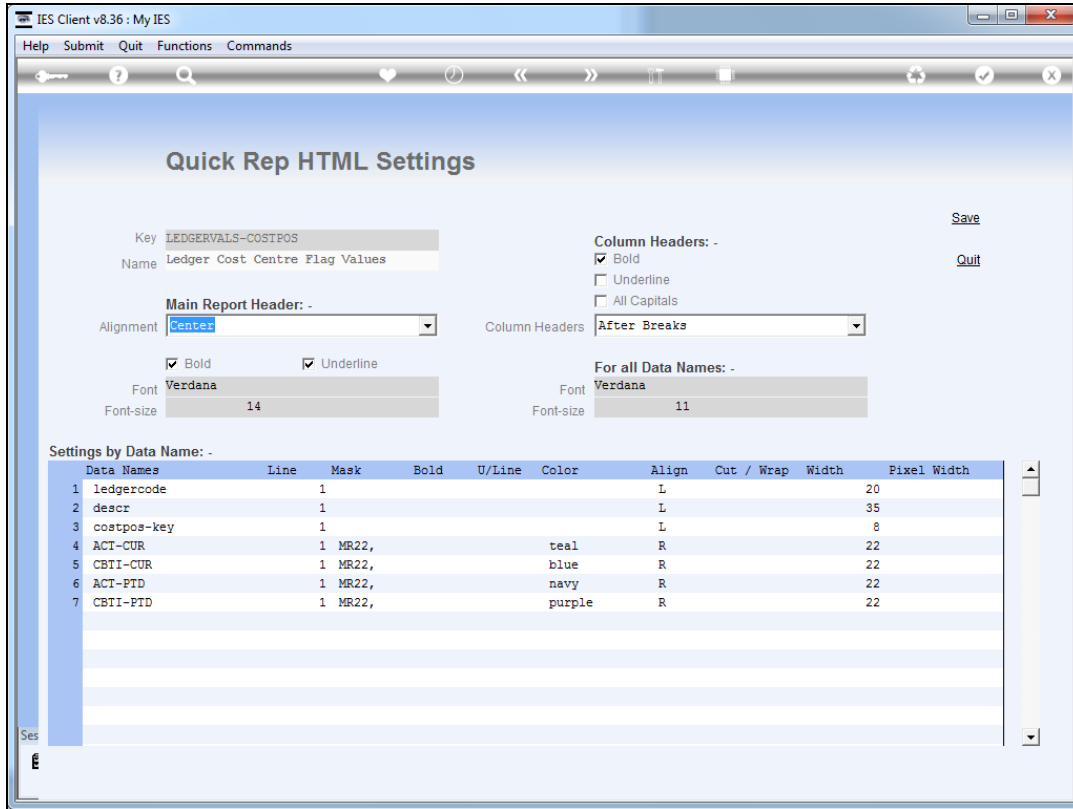 IES Client v8.36 : My IES
Help Submit Quit Functions Commands
Quick Rep HTML Settings
Save
Key LEDGERVALS-COSTPOS
Column Headers: -
Name Ledger Cost Centre Flag Values
Bold
Quit
Underline
Main Report Header: -
All Capitals
Alignment Center
Column Headers After Breaks
Bold Underline
For all Data Names: -
Font Verdana
Font Verdana
Font-size 14
Font-size 11
Settings by Data Name: -
Data Names Line Mask Bold U/Line Color Align Cut / Wrap Width Pixel Width
1 ledgercode 1 L 20
2 descr 1 L 35
3 costpos-key 1 L 8
4 ACT-CUR 1 MR22, teal R 22
5 CBTI-CUR 1 MR22, blue R 22
6 ACT-PTD 1 MR22, navy R 22
7 CBTI-PTD 1 MR22, purple R 22
Ses